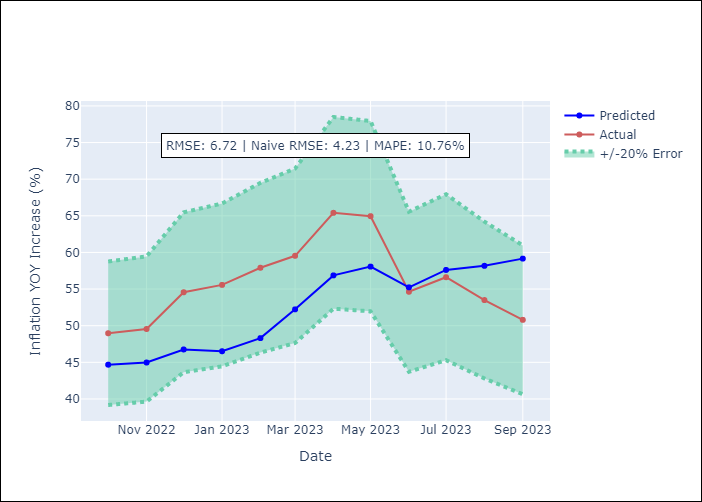 80
75
70
65
60
55
50
45
40
Inflation YOY Increase (%)
RMSE: 6.72 | Naive RMSE: 4.23 | MAPE: 10.76%
Predicted
Actual
+/-20% Error
Nov 2022 Jan 2023 Mar 2023 May 2023 Jul 2023 Sep 2023
Date